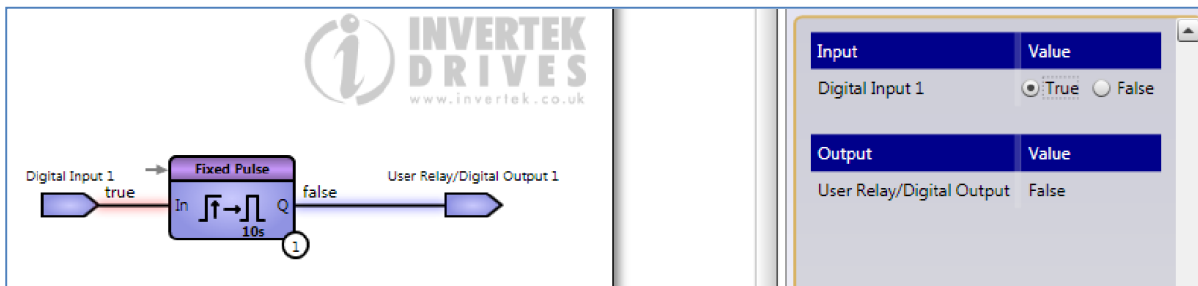 INVERTEK
DRIVES
www.invertek.co.uk
Digital Input 1
true
Fixed Pulse
In
Q
10s
1
false
User Relay/Digital Output 1
Input Value
Digital Input 1 True False
Output Value
User Relay/Digital Output False